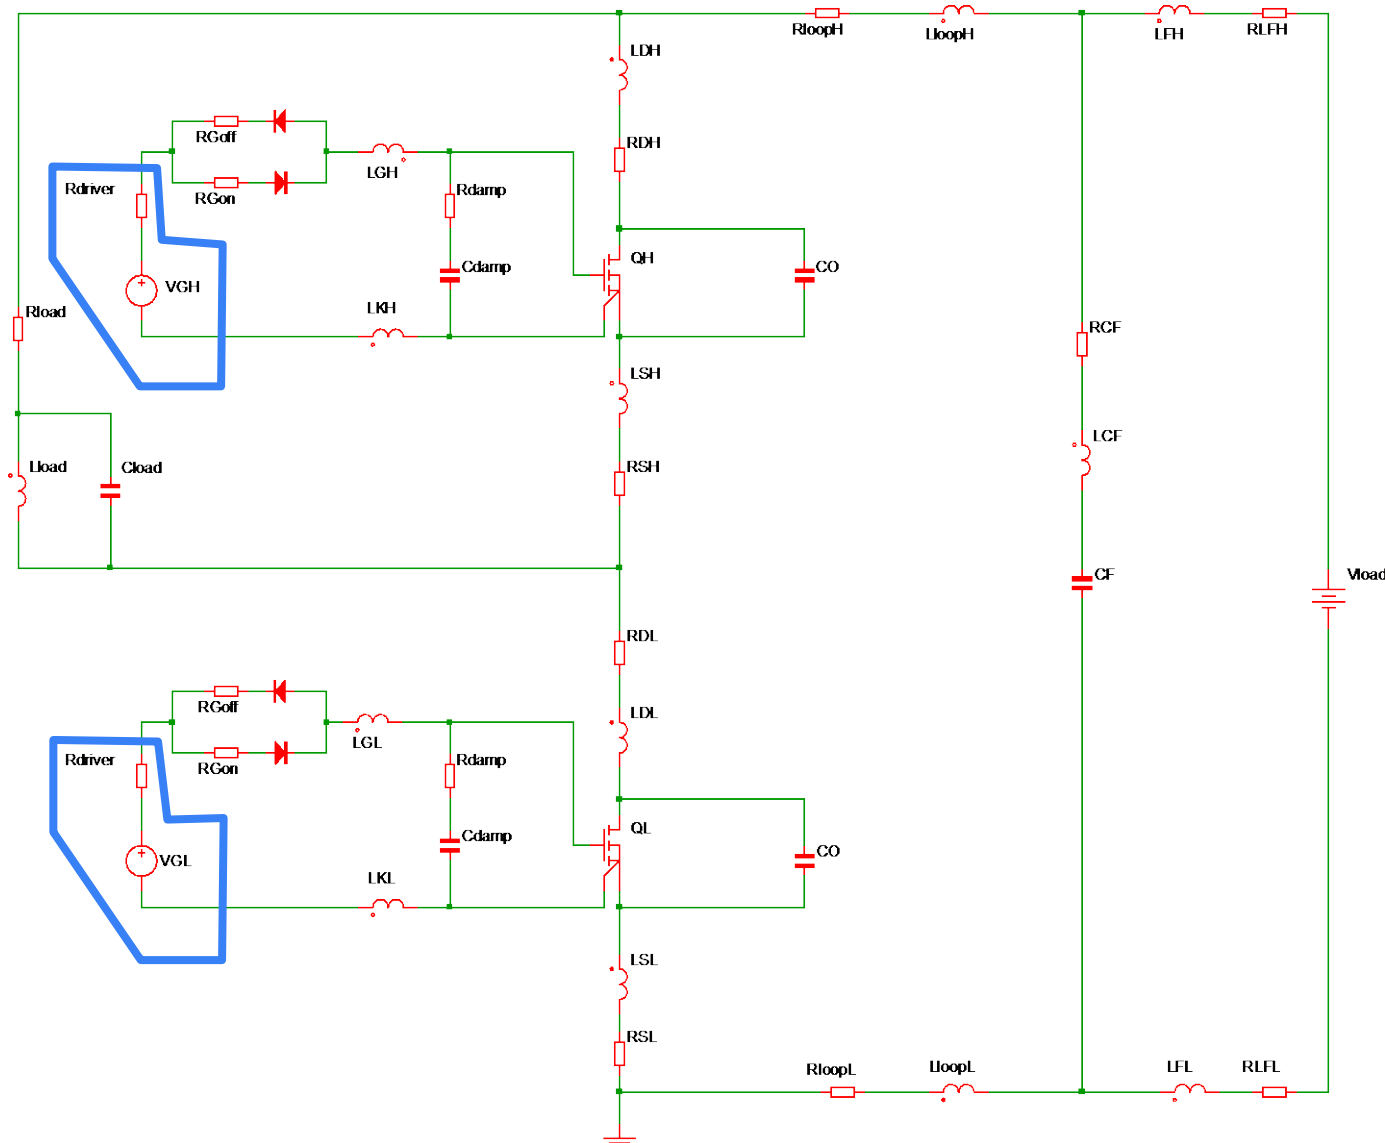 RloopH
LloopH
LFH
RLFH
LDH
RGoff
RDH
LGH
Rdriver
RGon
Rdamp
QH
Cdamp
CO
VGH
LKH
Rload
RCF
LSH
LCF
Lload
Cload
RSH
CF
Vload
RDL
RGoff
LDL
LGL
Rdriver
RGon
Rdamp
QL
Cdamp
CO
VGL
LKL
LSL
RSL
RloopL
LloopL
LFL
RLFL